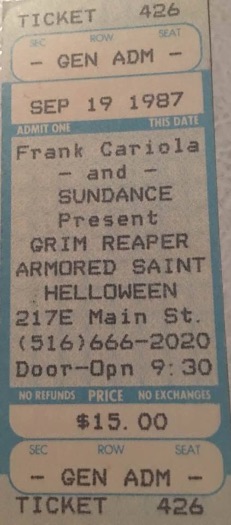 TICKET 426
SEC ROW SEAT
- GEN ADM -
SEP 19 1987
ADMIT ONE THIS DATE
Frank Cariola
- and -
SUNDANCE
Present
GRIM REAPER
ARMORED SAINT
HELLOWEEN
217E Main St.
(516)666-2020
Door-Opn 9:30
NO REFUNDS PRICE NO EXCHANGES
$15.00
SEC ROW SEAT
- GEN ADM -
TICKET 426